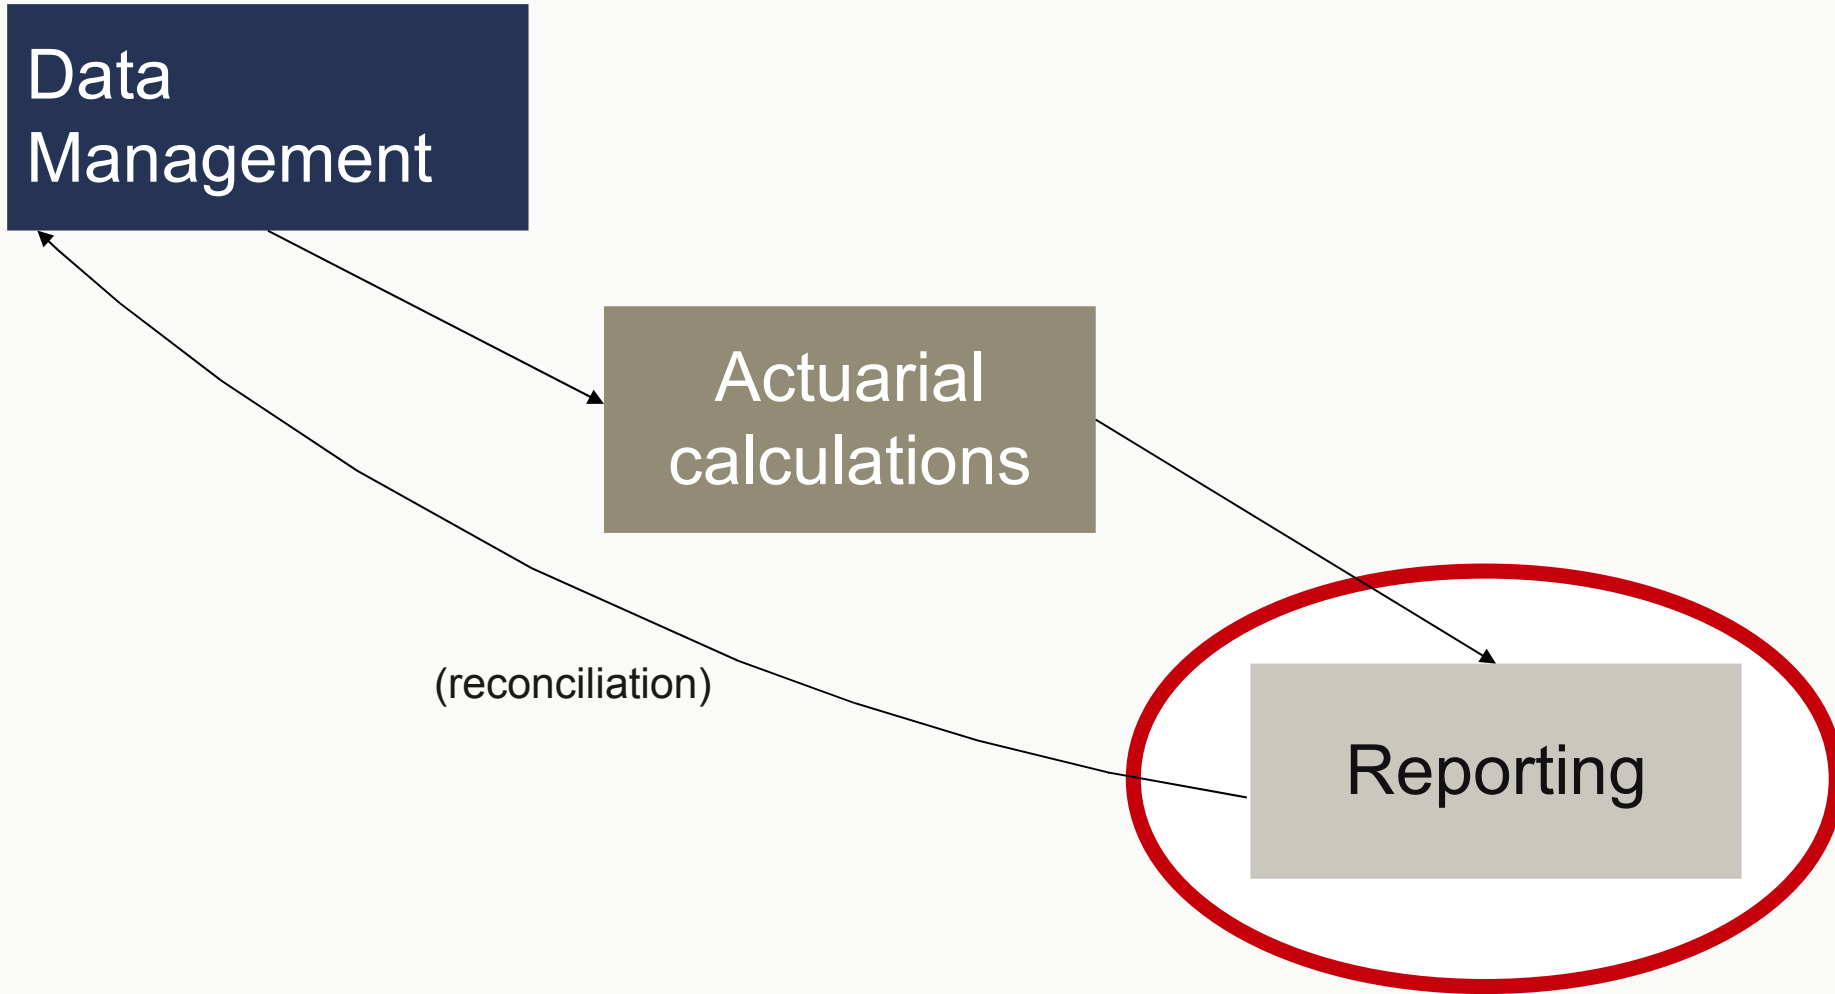 Data
Management
Actuarial
calculations
(reconciliation)
Reporting